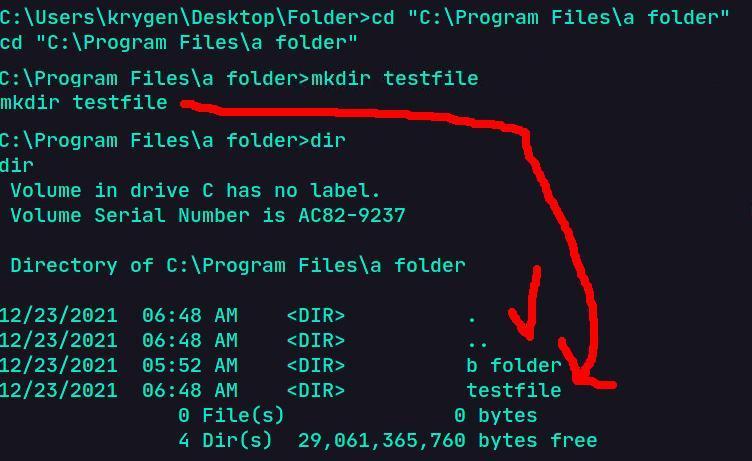 C:\Users\krygen\Desktop\Folder>cd "C:\Program Files\a folder"
cd "C:\Program Files\a folder"
C:\Program Files\a folder>mkdir testfile
mkdir testfile
C:\Program Files\a folder>dir
dir
Volume in drive C has no label.
Volume Serial Number is AC82-9237
Directory of C:\Program Files\a folder
12/23/2021  06:48 AM    <DIR>          .
12/23/2021  06:48 AM    <DIR>          ..
12/23/2021  05:52 AM    <DIR>          b folder
12/23/2021  06:48 AM    <DIR>          testfile
0 File(s)              0 bytes
4 Dir(s)  29,061,365,760 bytes free